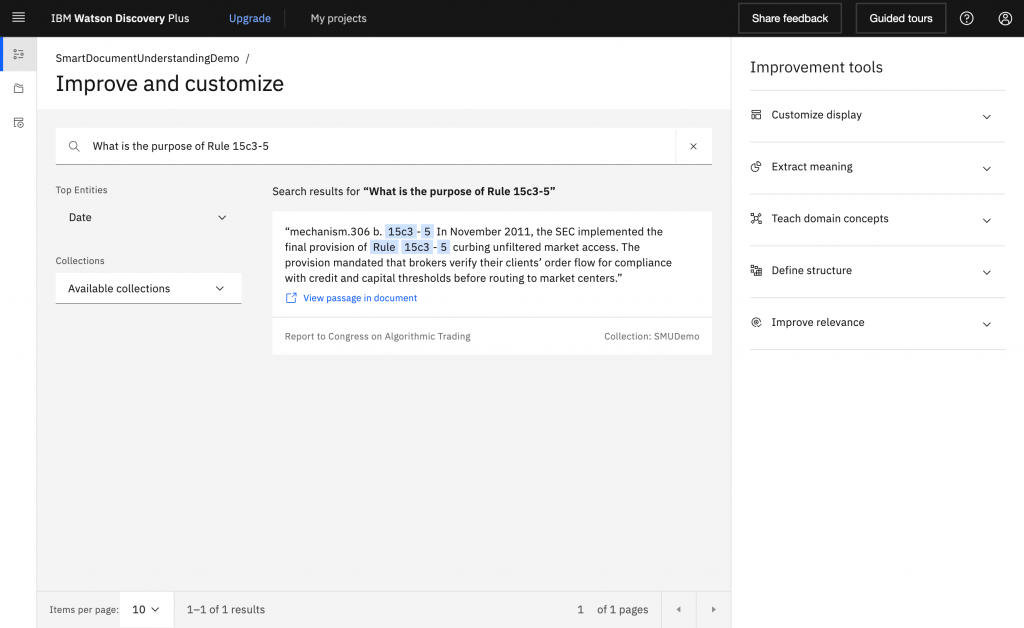 IBM Watson Discovery Plus Upgrade My projects Share feedback Guided tours
SmartDocumentUnderstandingDemo /
Improve and customize
What is the purpose of Rule 15c3-5
Top Entities
Date
Collections
Available collections
Search results for “What is the purpose of Rule 15c3-5”
“mechanism.306 b. 15c3 - 5 In November 2011, the SEC implemented the
final provision of Rule 15c3 - 5 curbing unfiltered market access. The
provision mandated that brokers verify their clients’ order flow for compliance
with credit and capital thresholds before routing to market centers.”
View passage in document
Report to Congress on Algorithmic Trading Collection: SMUDemo
Improvement tools
Customize display
Extract meaning
Teach domain concepts
Define structure
Improve relevance
Items per page: 10 1–1 of 1 results 1 of 1 pages